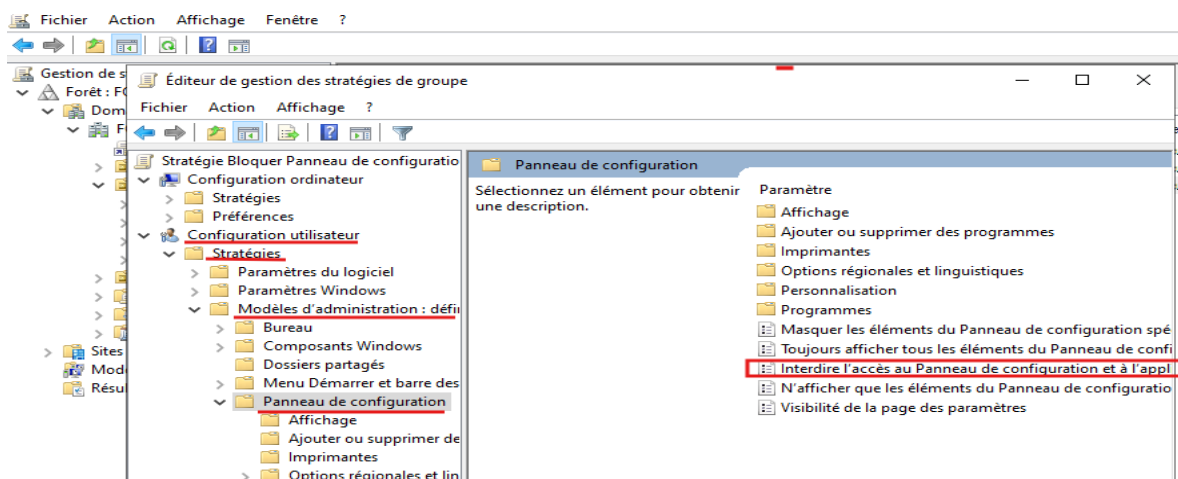 Fichier Action Affichage Fenêtre ?
Gestion de s
Forêt : F
Dom
F
Sites
Mod
Résul
Éditeur de gestion des stratégies de groupe
Fichier Action Affichage ?
Stratégie Bloquer Panneau de configuratio
Configuration ordinateur
Stratégies
Préférences
Configuration utilisateur
Stratégies
Paramètres du logiciel
Paramètres Windows
Modèles d'administration : défi
Bureau
Composants Windows
Dossiers partagés
Menu Démarrer et barre des
Panneau de configuration
Affichage
Ajouter ou supprimer de
Imprimantes
Options régionales et lin
Panneau de configuration
Sélectionnez un élément pour obtenir
une description.
Paramètre
Affichage
Ajouter ou supprimer des programmes
Imprimantes
Options régionales et linguistiques
Personnalisation
Programmes
Masquer les éléments du Panneau de configuration spé
Toujours afficher tous les éléments du Panneau de confi
Interdire l'accès au Panneau de configuration et à l'appl
N'afficher que les éléments du Panneau de configuratio
Visibilité de la page des paramètres